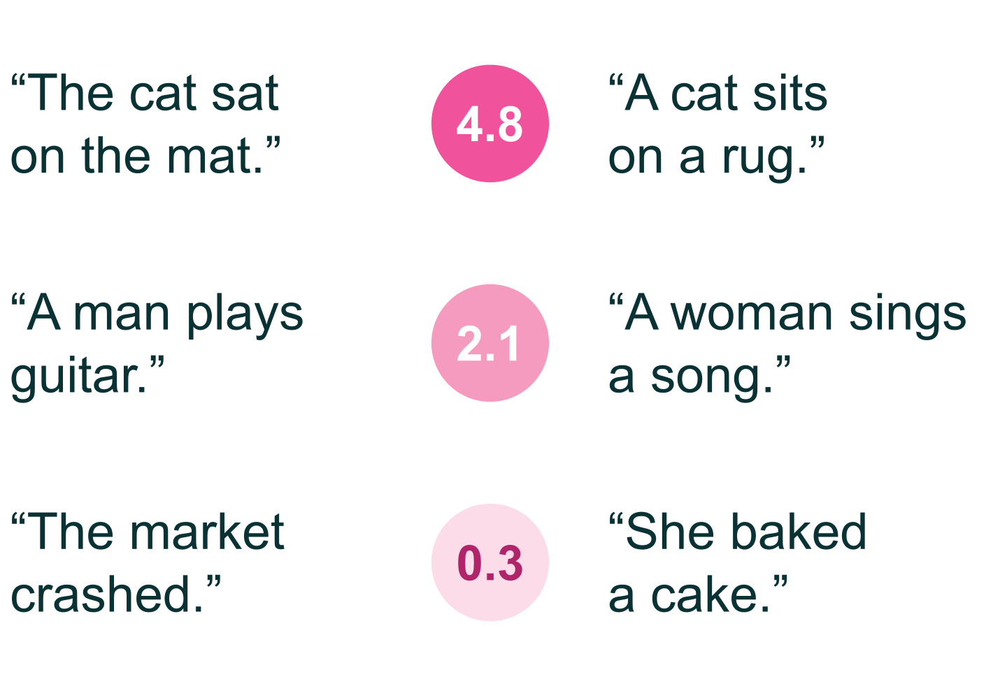 “The cat sat
on the mat.”
4.8
“A cat sits
on a rug.”
“A man plays
guitar.”
2.1
“A woman sings
a song.”
“The market
crashed.”
0.3
“She baked
a cake.”